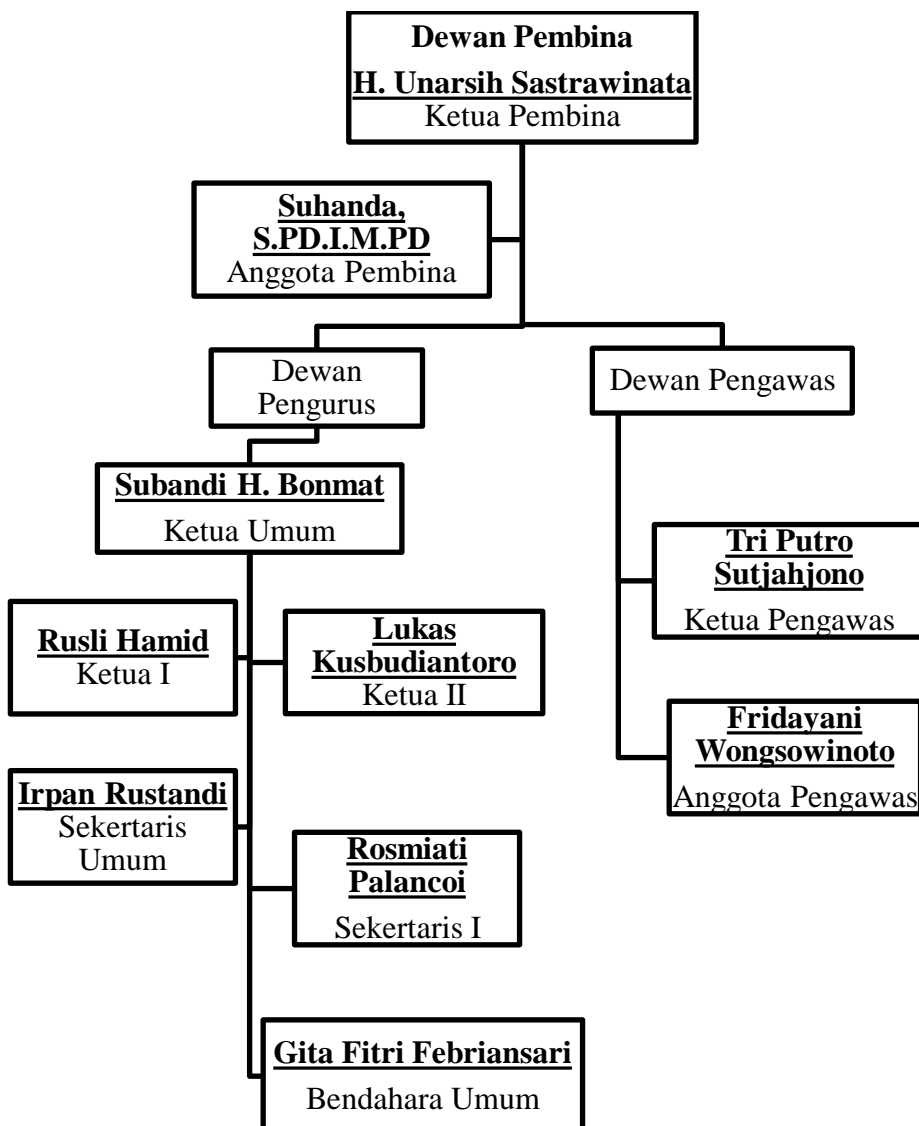 Dewan Pembina
H. Unarsih Sastrawinata
Ketua Pembina
Suhanda,
S.PD.I.M.PD
Anggota Pembina
Dewan
Pengurus
Dewan Pengawas
Subandi H. Bonmat
Ketua Umum
Tri Putro
Sutjahjono
Ketua Pengawas
Rusli Hamid
Ketua I
Lukas
Kusbudiantoro
Ketua II
Fridayani
Wongsowinoto
Anggota Pengawas
Irpan Rustandi
Sekertaris
Umum
Rosmiati
Palancoi
Sekertaris I
Gita Fitri Febriansari
Bendahara Umum